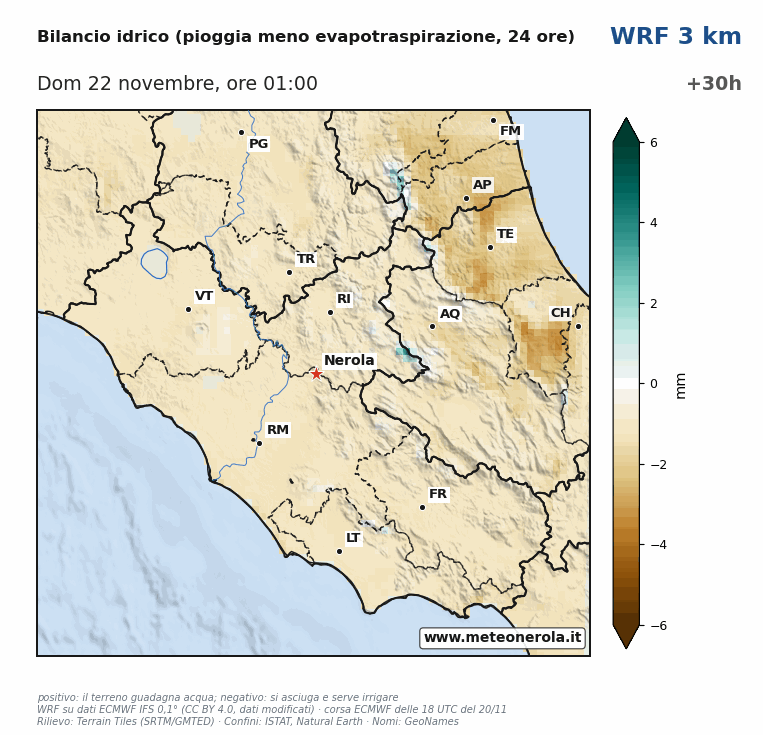 Bilancio idrico (pioggia meno evapotraspirazione, 24 ore)
WRF 3 km
Dom 22 novembre, ore 01:00
+30h
FM
PG
AP
TE
TR
VT
RI
AQ
CH
Nerola
RM
FR
LT
www.meteonerola.it
6
4
2
0
−2
−4
−6
mm
positivo: il terreno guadagna acqua; negativo: si asciuga e serve irrigare
WRF su dati ECMWF IFS 0,1° (CC BY 4.0, dati modificati) · corsa ECMWF delle 18 UTC del 20/11
Rilievo: Terrain Tiles (SRTM/GMTED) · Confini: ISTAT, Natural Earth · Nomi: GeoNames